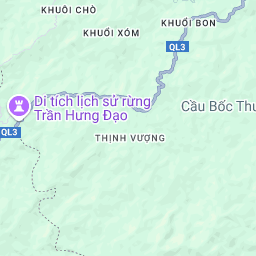 KHUÔI CHÒ
KHUỔI BON
KHUỔI XÓM
QL3
Di tích lịch sử rừng
Trần Hưng Đạo
Cầu Bốc Thu
QL3
THỊNH VƯỢNG